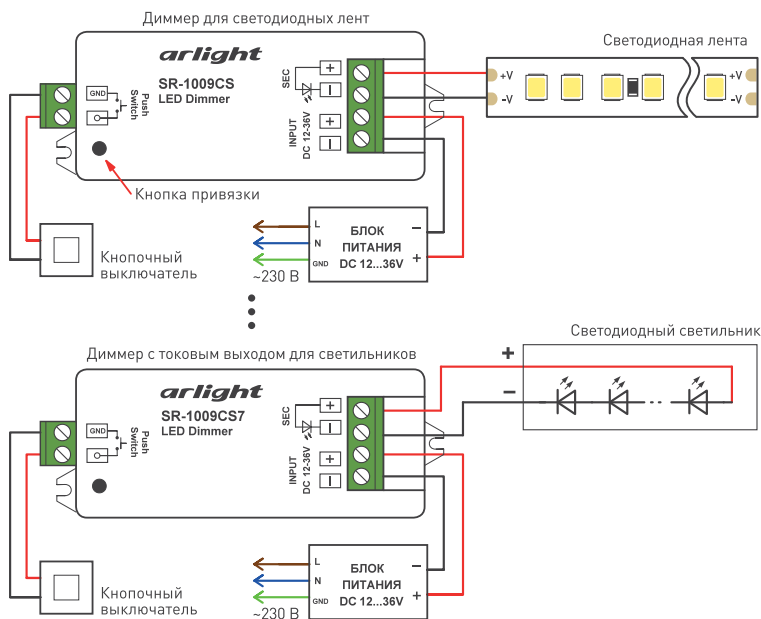 Диммер для светодиодных лент
Светодиодная лента
arlight
SR-1009CS
LED Dimmer
GND
Push
Switch
SEC
+
−
INPUT
DC 12-36V
+
−
+V
-V
+V
-V
Кнопка привязки
Кнопочный
выключатель
L
N
GND
~230 В
БЛОК
ПИТАНИЯ
DC 12...36V
−
+
Светодиодный светильник
Диммер с токовым выходом для светильников
+
−
arlight
SR-1009CS7
LED Dimmer
GND
Push
Switch
SEC
+
−
INPUT
DC 12-36V
+
−
Кнопочный
выключатель
L
N
GND
~230 В
БЛОК
ПИТАНИЯ
DC 12...36V
−
+